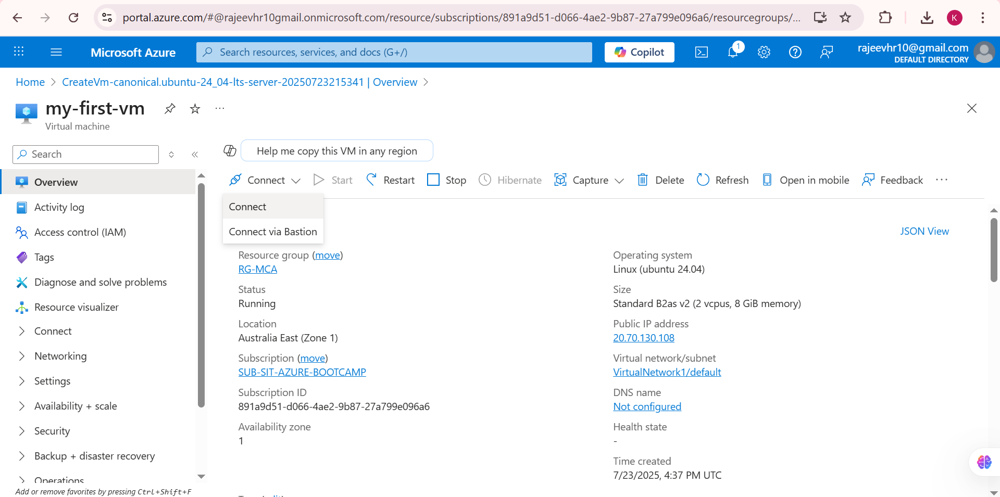 portal.azure.com/#@rajeevhr10gmail.onmicrosoft.com/resource/subscriptions/891a9d51-d066-4ae2-9b87-27a799e096a6/resourcegroups/...
K
Microsoft Azure
Search resources, services, and docs (G+/)
Copilot
1
rajeevhr10@gmail.com
DEFAULT DIRECTORY
Home > CreateVm-canonical.ubuntu-24_04-lts-server-20250723215341 | Overview >
my-first-vm
Virtual machine
Search
Overview
Activity log
Access control (IAM)
Tags
Diagnose and solve problems
Resource visualizer
Connect
Networking
Settings
Availability + scale
Security
Backup + disaster recovery
Operations
Add or remove favorites by pressing Ctrl+Shift+F
Help me copy this VM in any region
Connect Start Restart Stop Hibernate Capture Delete Refresh Open in mobile Feedback ...
Connect
Connect via Bastion
JSON View
Resource group (move)
RG-MCA
Status
Running
Location
Australia East (Zone 1)
Subscription (move)
SUB-SIT-AZURE-BOOTCAMP
Subscription ID
891a9d51-d066-4ae2-9b87-27a799e096a6
Availability zone
1
Operating system
Linux (ubuntu 24.04)
Size
Standard B2as v2 (2 vcpus, 8 GiB memory)
Public IP address
20.70.130.108
Virtual network/subnet
VirtualNetwork1/default
DNS name
Not configured
Health state
-
Time created
7/23/2025, 4:37 PM UTC